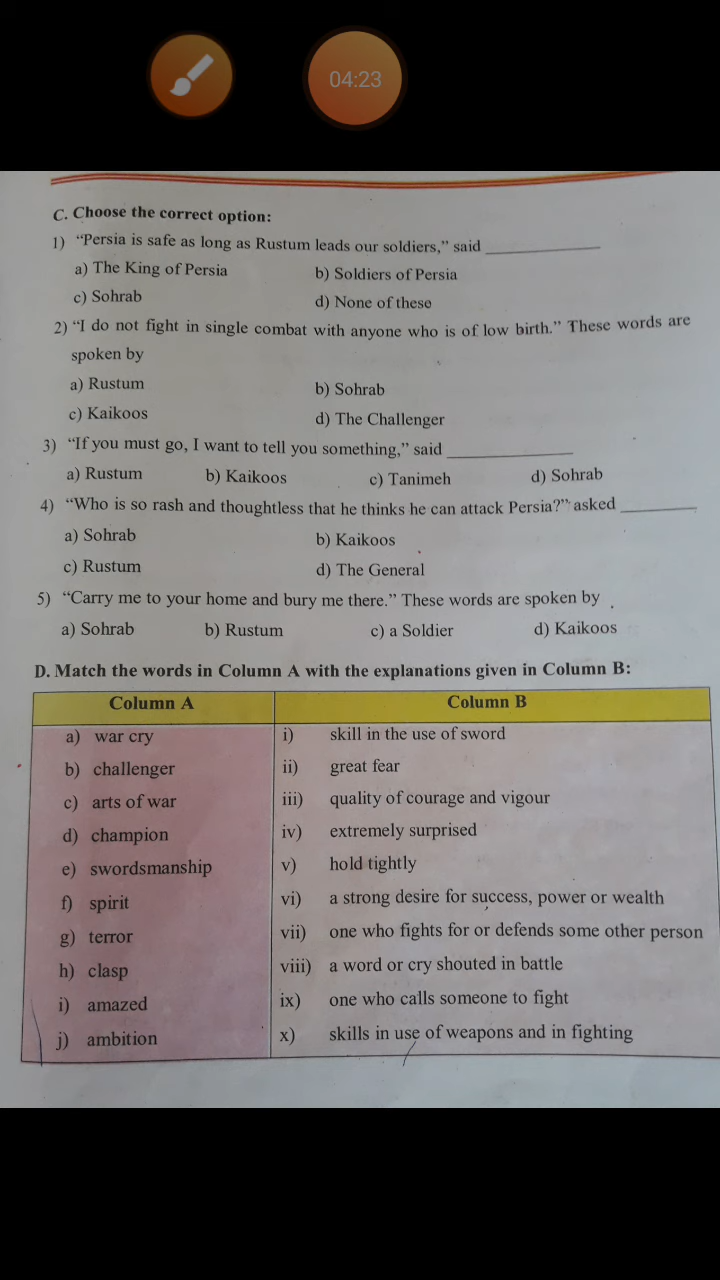 04:23
C. Choose the correct option:
1) “Persia is safe as long as Rustum leads our soldiers,” said ____________
a) The King of Persia b) Soldiers of Persia
c) Sohrab d) None of these
2) “I do not fight in single combat with anyone who is of low birth.” These words are
spoken by
a) Rustum b) Sohrab
c) Kaikoos d) The Challenger
3) “If you must go, I want to tell you something,” said ____________
a) Rustum b) Kaikoos c) Tanimeh d) Sohrab
4) “Who is so rash and thoughtless that he thinks he can attack Persia?” asked ________
a) Sohrab b) Kaikoos
c) Rustum d) The General
5) “Carry me to your home and bury me there.” These words are spoken by .
a) Sohrab b) Rustum c) a Soldier d) Kaikoos
D. Match the words in Column A with the explanations given in Column B:
Column A Column B
a) war cry i) skill in the use of sword
b) challenger ii) great fear
c) arts of war iii) quality of courage and vigour
d) champion iv) extremely surprised
e) swordsmanship v) hold tightly
f) spirit vi) a strong desire for success, power or wealth
g) terror vii) one who fights for or defends some other person
h) clasp viii) a word or cry shouted in battle
i) amazed ix) one who calls someone to fight
j) ambition x) skills in use of weapons and in fighting